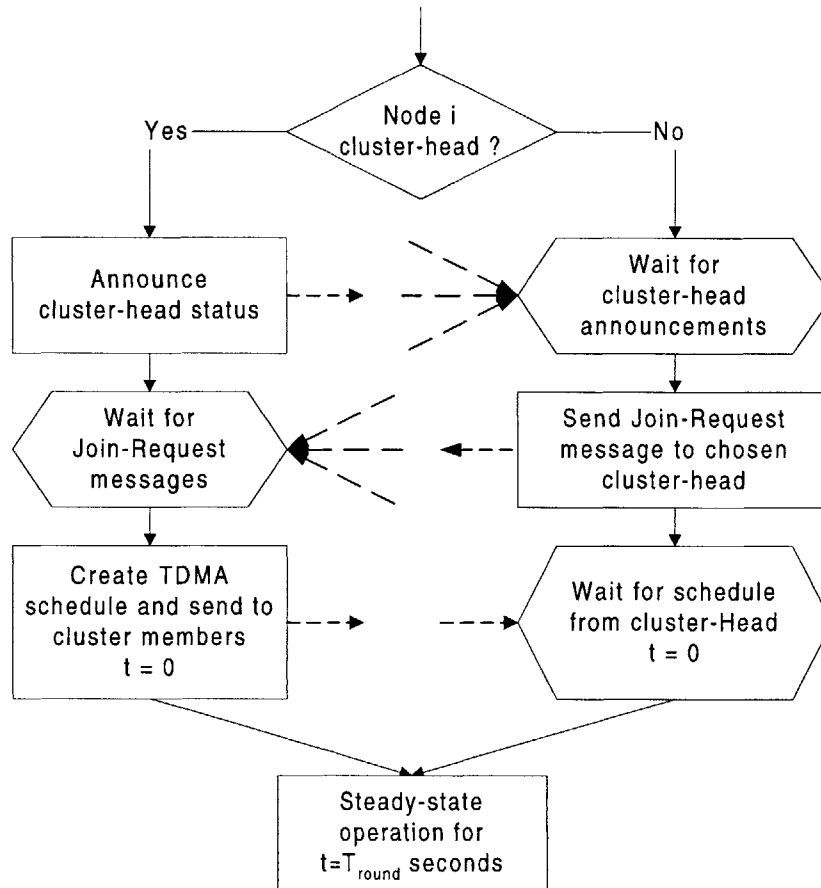 Node i
cluster-head ?
Yes
No
Announce
cluster-head status
Wait for
cluster-head
announcements
Wait for
Join-Request
messages
Send Join-Request
message to chosen
cluster-head
Create TDMA
schedule and send to
cluster members
t = 0
Wait for schedule
from cluster-Head
t = 0
Steady-state
operation for
t=Tround seconds